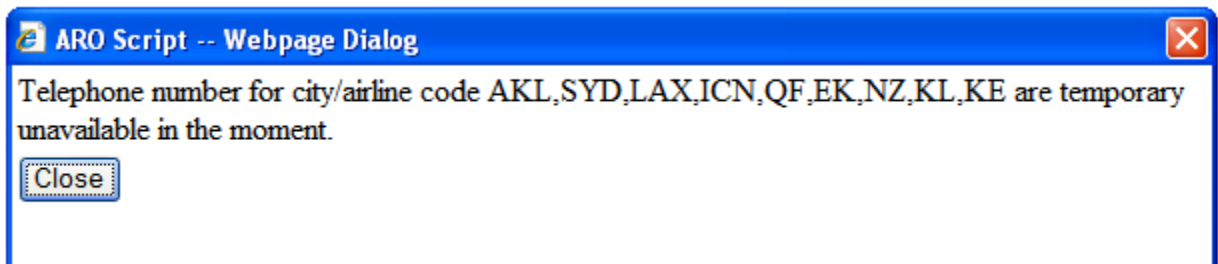 ARO Script -- Webpage Dialog
Telephone number for city/airline code AKL,SYD,LAX,ICN,QF,EK,NZ,KL,KE are temporary
unavailable in the moment.
Close